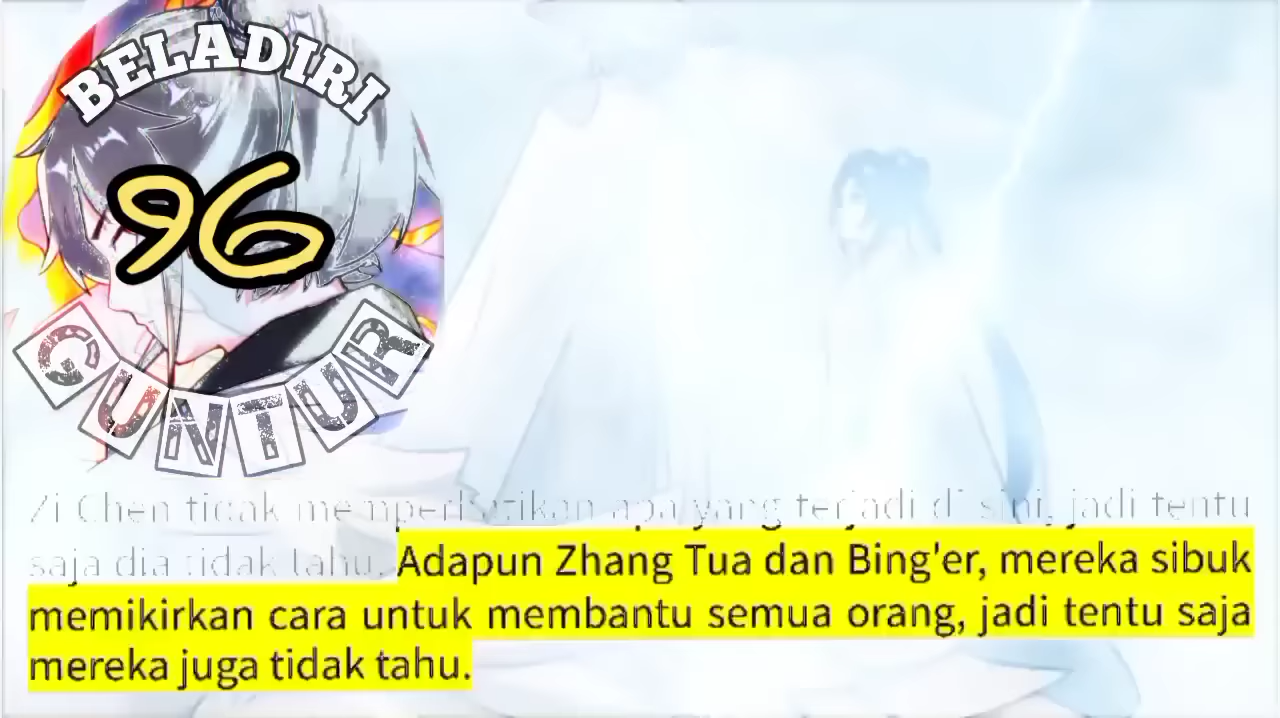 BELADIRI
96
GUNTUR
Zi Chen tidak memperhatikan apa yang terjadi di sini, jadi tentu
saja dia tidak tahu. Adapun Zhang Tua dan Bing'er, mereka sibuk
memikirkan cara untuk membantu semua orang, jadi tentu saja
mereka juga tidak tahu.